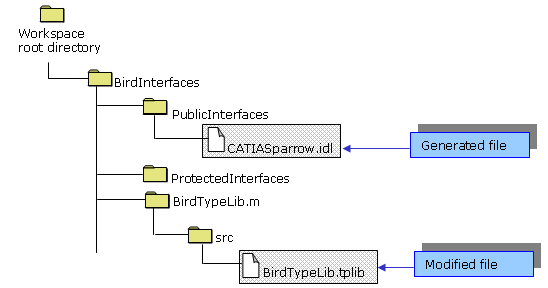 Workspace
root directory
BirdInterfaces
PublicInterfaces
CATIASparrow.idl
Generated file
ProtectedInterfaces
BirdTypeLib.m
src
BirdTypeLib.tplib
Modified file